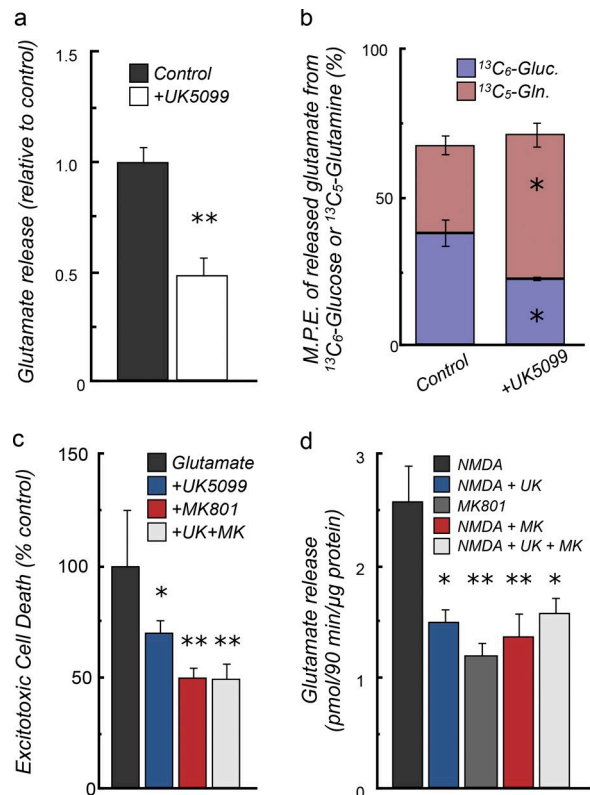 a
Glutamate release (relative to control)
1.5
1.0
0.5
0
Control
+UK5099
**
b
M.P.E. of released glutamate from
¹³C₆-Glucose or ¹³C₅-Glutamine (%)
100
50
0
¹³C₆-Gluc.
¹³C₅-Gln.
*
*
Control
+UK5099
c
Excitotoxic Cell Death (% control)
150
100
50
0
Glutamate
+UK5099
+MK801
+UK+MK
*
**
**
d
Glutamate release
(pmol/90 min/µg protein)
3
2
1
0
NMDA
NMDA + UK
MK801
NMDA + MK
NMDA + UK + MK
*
**
**
*